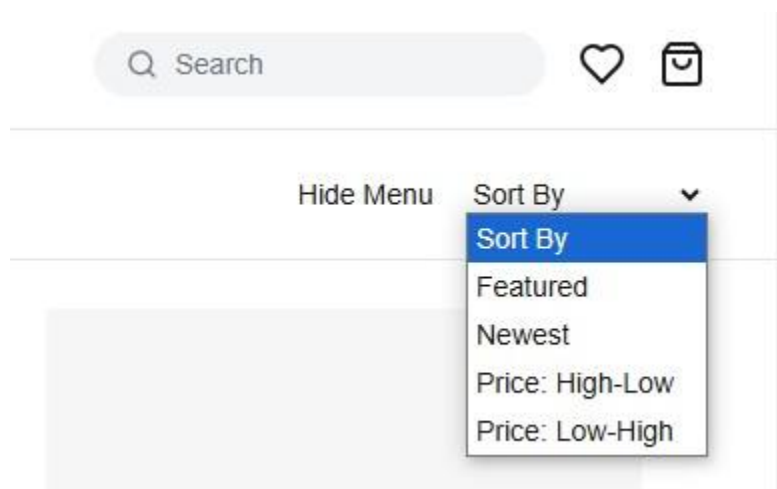 Search
Hide Menu Sort By
Sort By
Featured
Newest
Price: High-Low
Price: Low-High